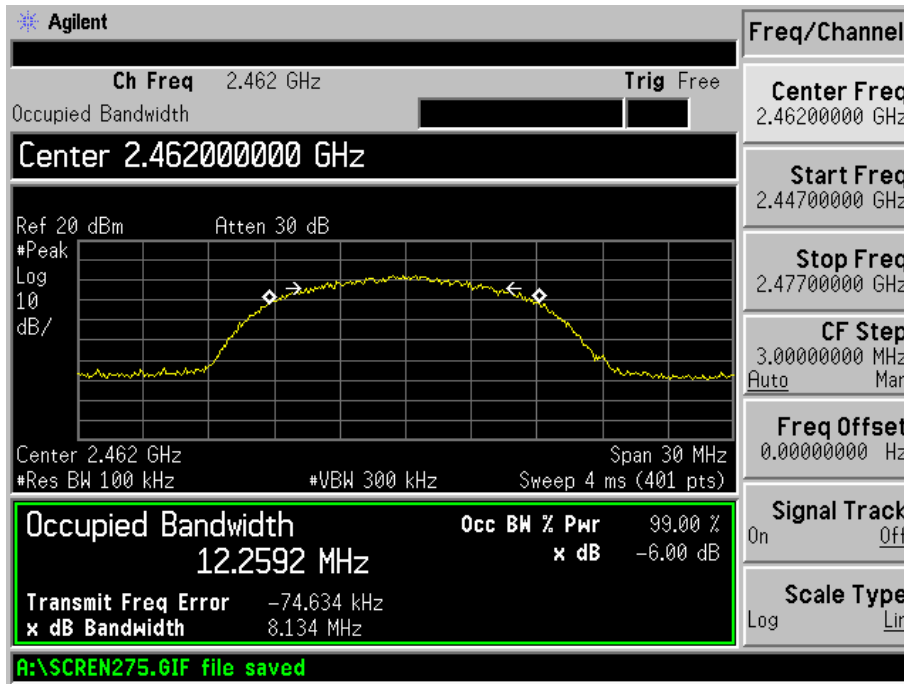 Agilent
Freq/Channel
Ch Freq 2.462 GHz Trig Free
Occupied Bandwidth
Center 2.462000000 GHz
Ref 20 dBm Atten 30 dB
#Peak
Log
10
dB/
Center 2.462 GHz Span 30 MHz
#Res BW 100 kHz #VBW 300 kHz Sweep 4 ms (401 pts)
Occupied Bandwidth
12.2592 MHz
Occ BW % Pwr 99.00 %
x dB -6.00 dB
Transmit Freq Error -74.634 kHz
x dB Bandwidth 8.134 MHz
A:\SCREN275.GIF file saved
Center Freq
2.46200000 GHz
Start Freq
2.44700000 GHz
Stop Freq
2.47700000 GHz
CF Step
3.00000000 MHz
Auto Man
Freq Offset
0.00000000 Hz
Signal Track
On Off
Scale Type
Log Lin